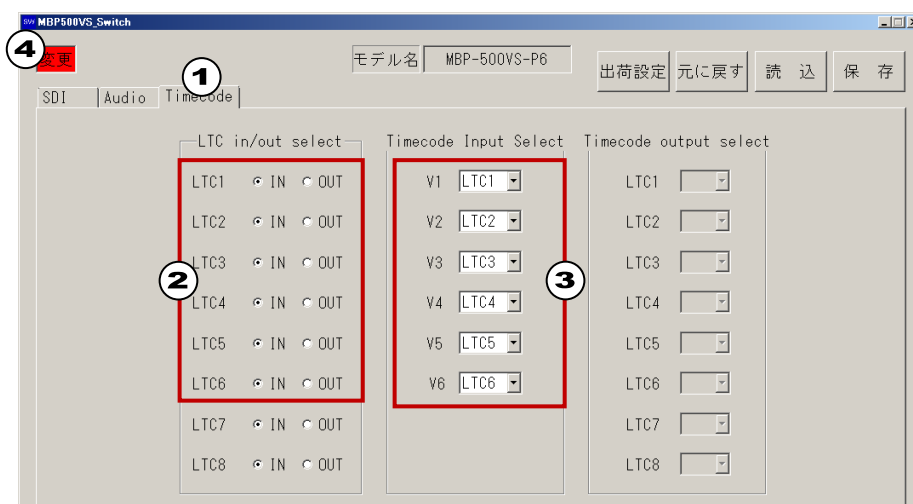 SW MBP500VS_Switch
④ 変更 モデル名 MBP-500VS-P6 出荷設定 元に戻す 読 込 保 存
①
SDI Audio Timecode
LTC in/out select Timecode Input Select Timecode output select
LTC1 IN OUT V1 LTC1 LTC1
LTC2 IN OUT V2 LTC2 LTC2
LTC3 IN OUT V3 LTC3 LTC3
② ③
LTC4 IN OUT V4 LTC4 LTC4
LTC5 IN OUT V5 LTC5 LTC5
LTC6 IN OUT V6 LTC6 LTC6
LTC7 IN OUT LTC7
LTC8 IN OUT LTC8